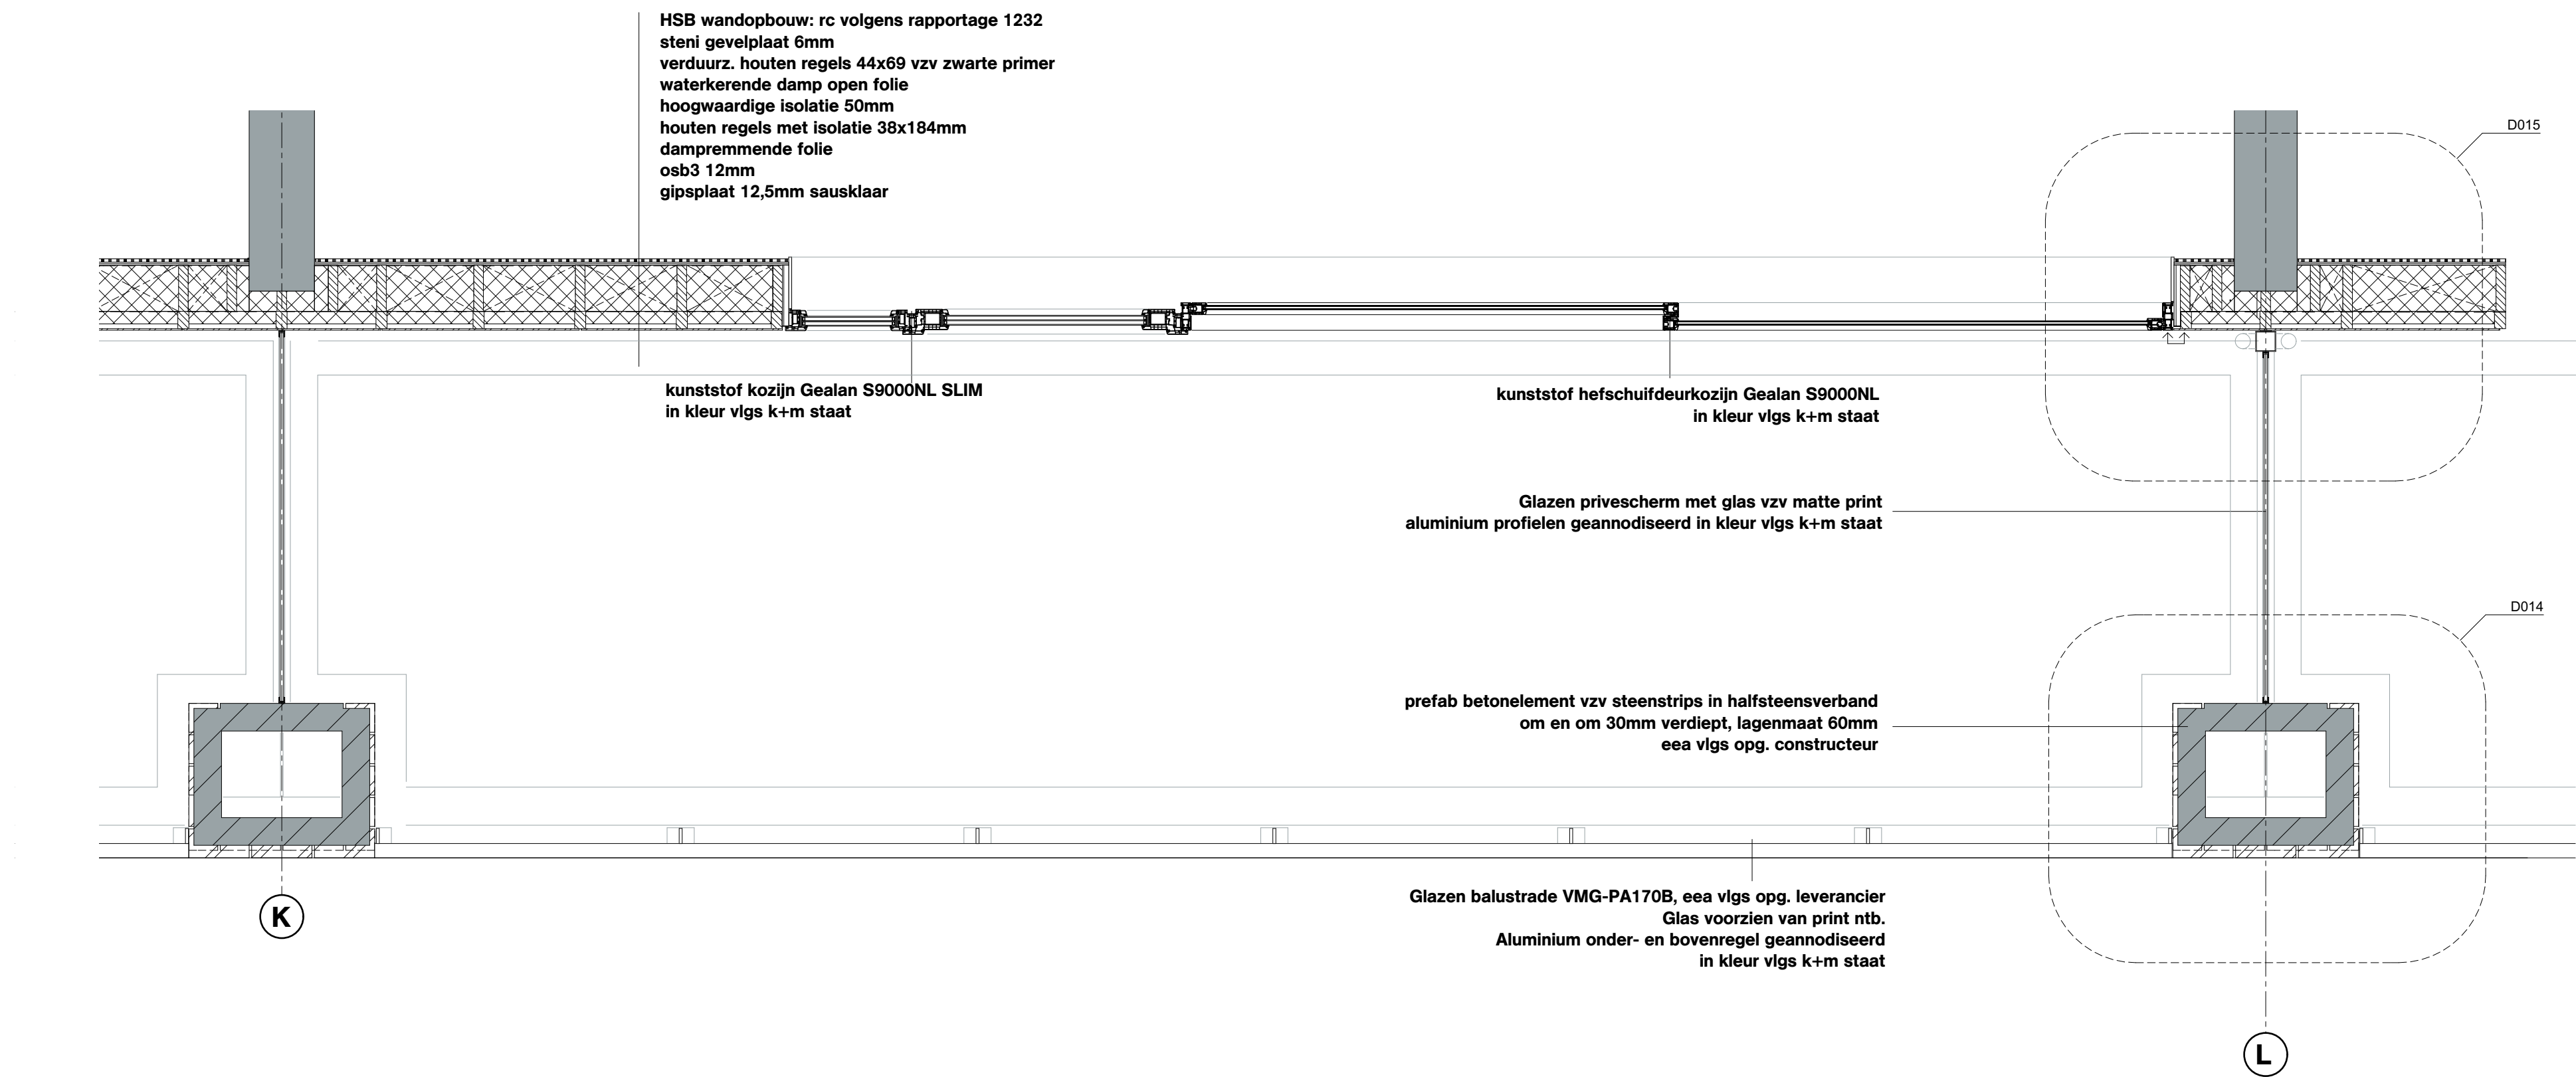 HSB wandopbouw: rc volgens rapportage 1232
steni gevelplaat 6mm
verduurz. houten regels 44x69 vzv zwarte primer
waterkerende damp open folie
hoogwaardige isolatie 50mm
houten regels met isolatie 38x184mm
dampremmende folie
osb3 12mm
gipsplaat 12,5mm sausklaar
D015
kunststof kozijn Gealan S9000NL SLIM
in kleur vlgs k+m staat
kunststof hefschuifdeurkozijn Gealan S9000NL
in kleur vlgs k+m staat
Glazen privescherm met glas vzv matte print
aluminium profielen geannodiseerd in kleur vlgs k+m staat
D014
prefab betonelement vzv steenstrips in halfsteensverband
om en om 30mm verdiept, lagenmaat 60mm
eea vlgs opg. constructeur
Glazen balustrade VMG-PA170B, eea vlgs opg. leverancier
Glas voorzien van print ntb.
Aluminium onder- en bovenregel geannodiseerd
in kleur vlgs k+m staat
K
L